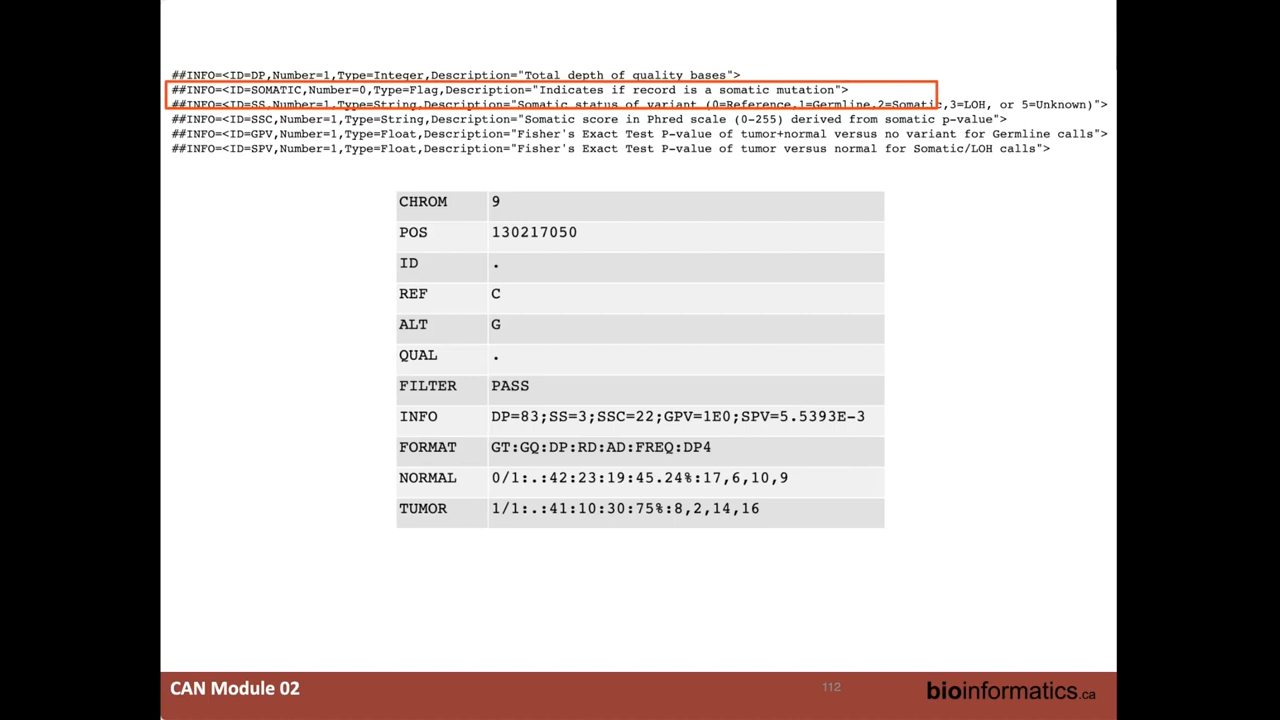 ##INFO=<ID=DP,Number=1,Type=Integer,Description="Total depth of quality bases">
##INFO=<ID=SOMATIC,Number=0,Type=Flag,Description="Indicates if record is a somatic mutation">
##INFO=<ID=SS,Number=1,Type=String,Description="Somatic status of variant (0=Reference,1=Germline,2=Somatic,3=LOH, or 5=Unknown)">
##INFO=<ID=SSC,Number=1,Type=String,Description="Somatic score in Phred scale (0-255) derived from somatic p-value">
##INFO=<ID=GPV,Number=1,Type=Float,Description="Fisher's Exact Test P-value of tumor+normal versus no variant for Germline calls">
##INFO=<ID=SPV,Number=1,Type=Float,Description="Fisher's Exact Test P-value of tumor versus normal for Somatic/LOH calls">
CHROM 9
POS 130217050
ID .
REF C
ALT G
QUAL .
FILTER PASS
INFO DP=83;SS=3;SSC=22;GPV=1E0;SPV=5.5393E-3
FORMAT GT:GQ:DP:RD:AD:FREQ:DP4
NORMAL 0/1:.:42:23:19:45.24%:17,6,10,9
TUMOR 1/1:.:41:10:30:75%:8,2,14,16
CAN Module 02 112 bioinformatics.ca